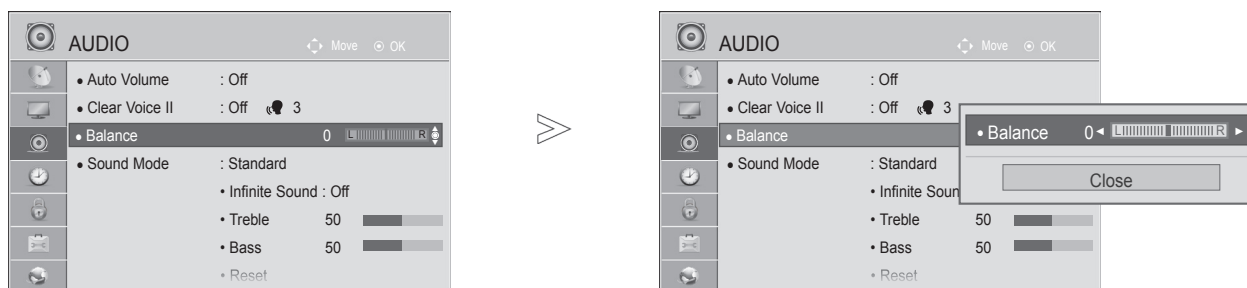 AUDIO
Move OK
• Auto Volume : Off
• Clear Voice II : Off 3
• Balance 0 L R
• Sound Mode : Standard
• Infinite Sound : Off
• Treble 50
• Bass 50
• Reset
AUDIO
Move OK
• Auto Volume : Off
• Clear Voice II : Off 3
• Balance
• Sound Mode : Standard
• Infinite Soun
• Treble 50
• Bass 50
• Reset
• Balance 0 L R
Close